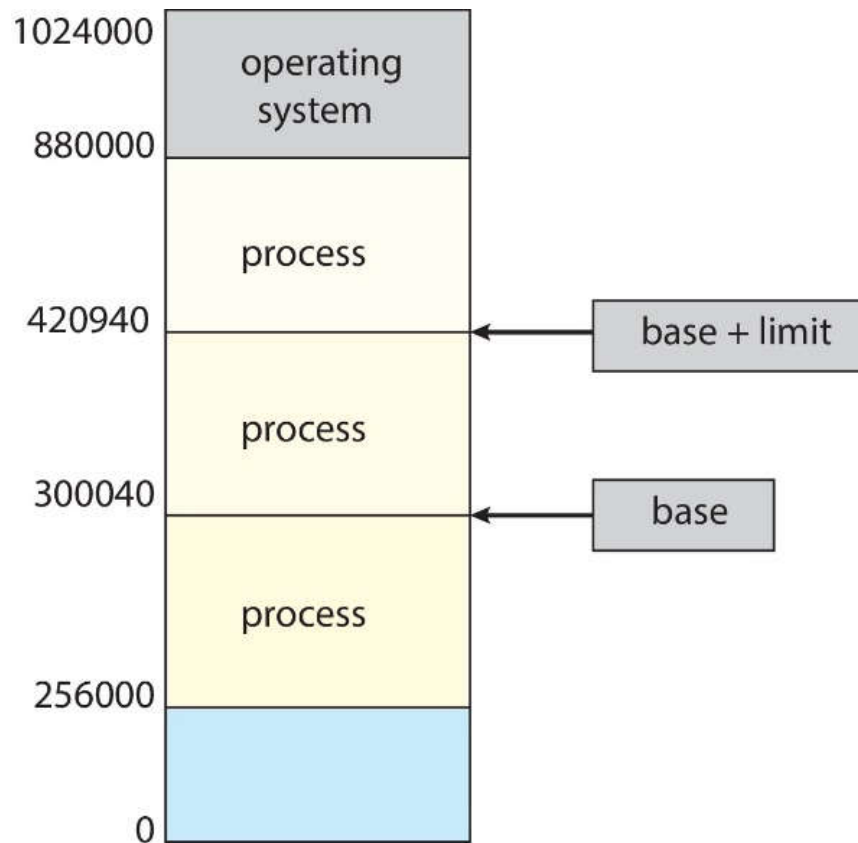 1024000
operating
system
880000
process
420940
base + limit
process
300040
base
process
256000
0